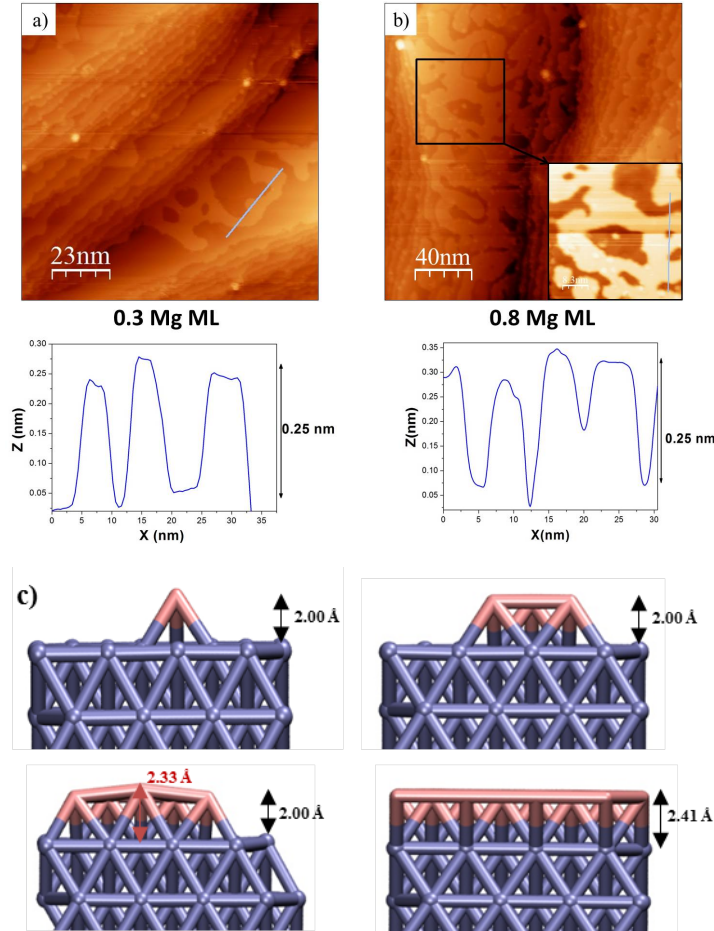 a)
23nm
0.3 Mg ML
0.30
0.25
0.20
0.15
0.10
0.05
Z (nm)
0.25 nm
0 5 10 15 20 25 30 35
X (nm)
b)
40nm
0.8 Mg ML
0.35
0.30
0.25
0.20
0.15
0.10
0.05
Z(nm)
0.25 nm
0 5 10 15 20 25 30
X(nm)
c)
2.00 Å
2.00 Å
2.33 Å
2.00 Å
2.41 Å